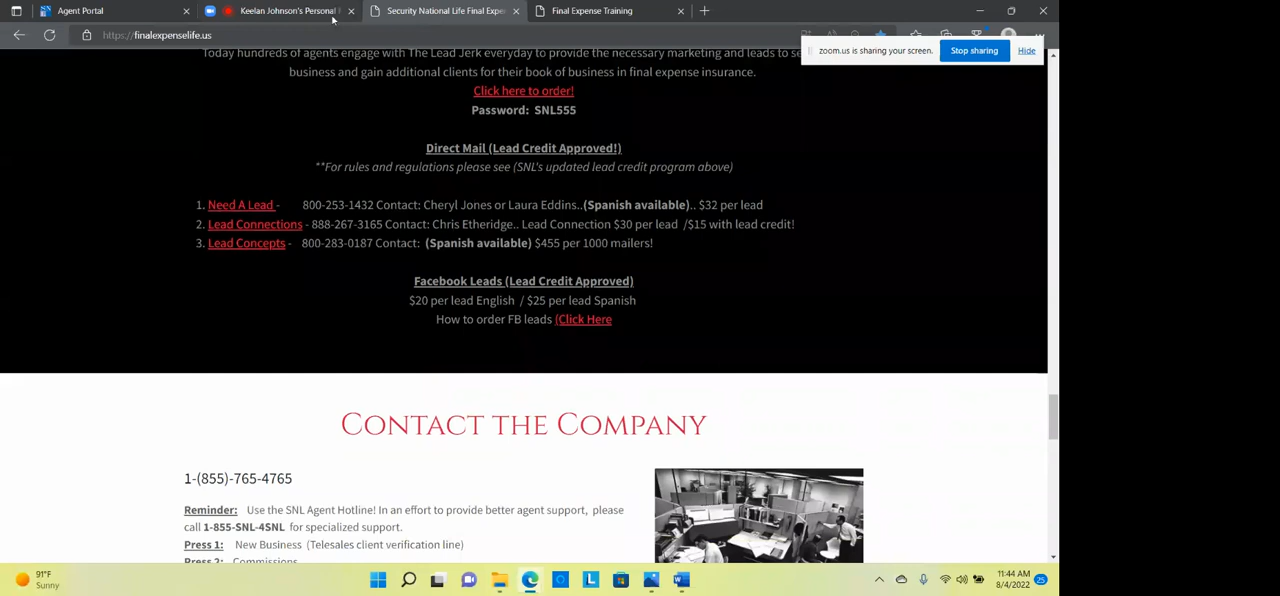 Agent Portal
Keelan Johnson's Personal
Security National Life Final Expe
Final Expense Training
https://finalexpenselife.us
zoom.us is sharing your screen.
Stop sharing
Hide
Today hundreds of agents engage with The Lead Jerk everyday to provide the necessary marketing and leads to
business and gain additional clients for their book of business in final expense insurance.
Click here to order!
Password: SNL555
Direct Mail (Lead Credit Approved!)
**For rules and regulations please see (SNL's updated lead credit program above)
1. Need A Lead - 800-253-1432 Contact: Cheryl Jones or Laura Eddins..(Spanish available).. $32 per lead
2. Lead Connections - 888-267-3165 Contact: Chris Etheridge.. Lead Connection $30 per lead /$15 with lead credit!
3. Lead Concepts - 800-283-0187 Contact: (Spanish available) $455 per 1000 mailers!
Facebook Leads (Lead Credit Approved)
$20 per lead English / $25 per lead Spanish
How to order FB leads (Click Here
Contact the Company
1-(855)-765-4765
Reminder: Use the SNL Agent Hotline! In an effort to provide better agent support, please
call 1-855-SNL-4SNL for specialized support.
Press 1: New Business (Telesales client verification line)
Press 2: Commissions
91°F
Sunny
11:44 AM
8/4/2022
25